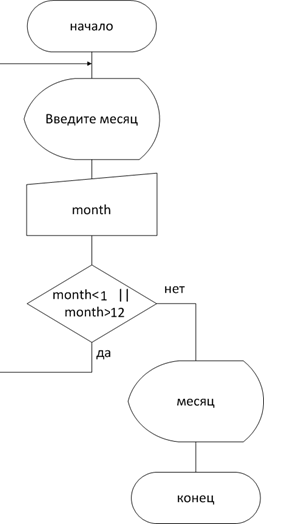 начало
Введите месяц
month
month<1 ||
month>12
нет
да
месяц
конец